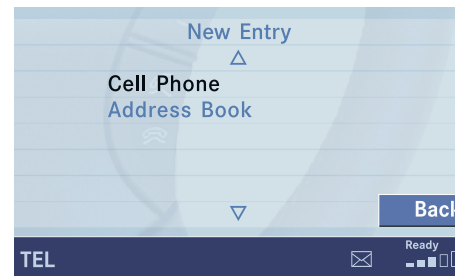 New Entry
Cell Phone
Address Book
Back
TEL
Ready